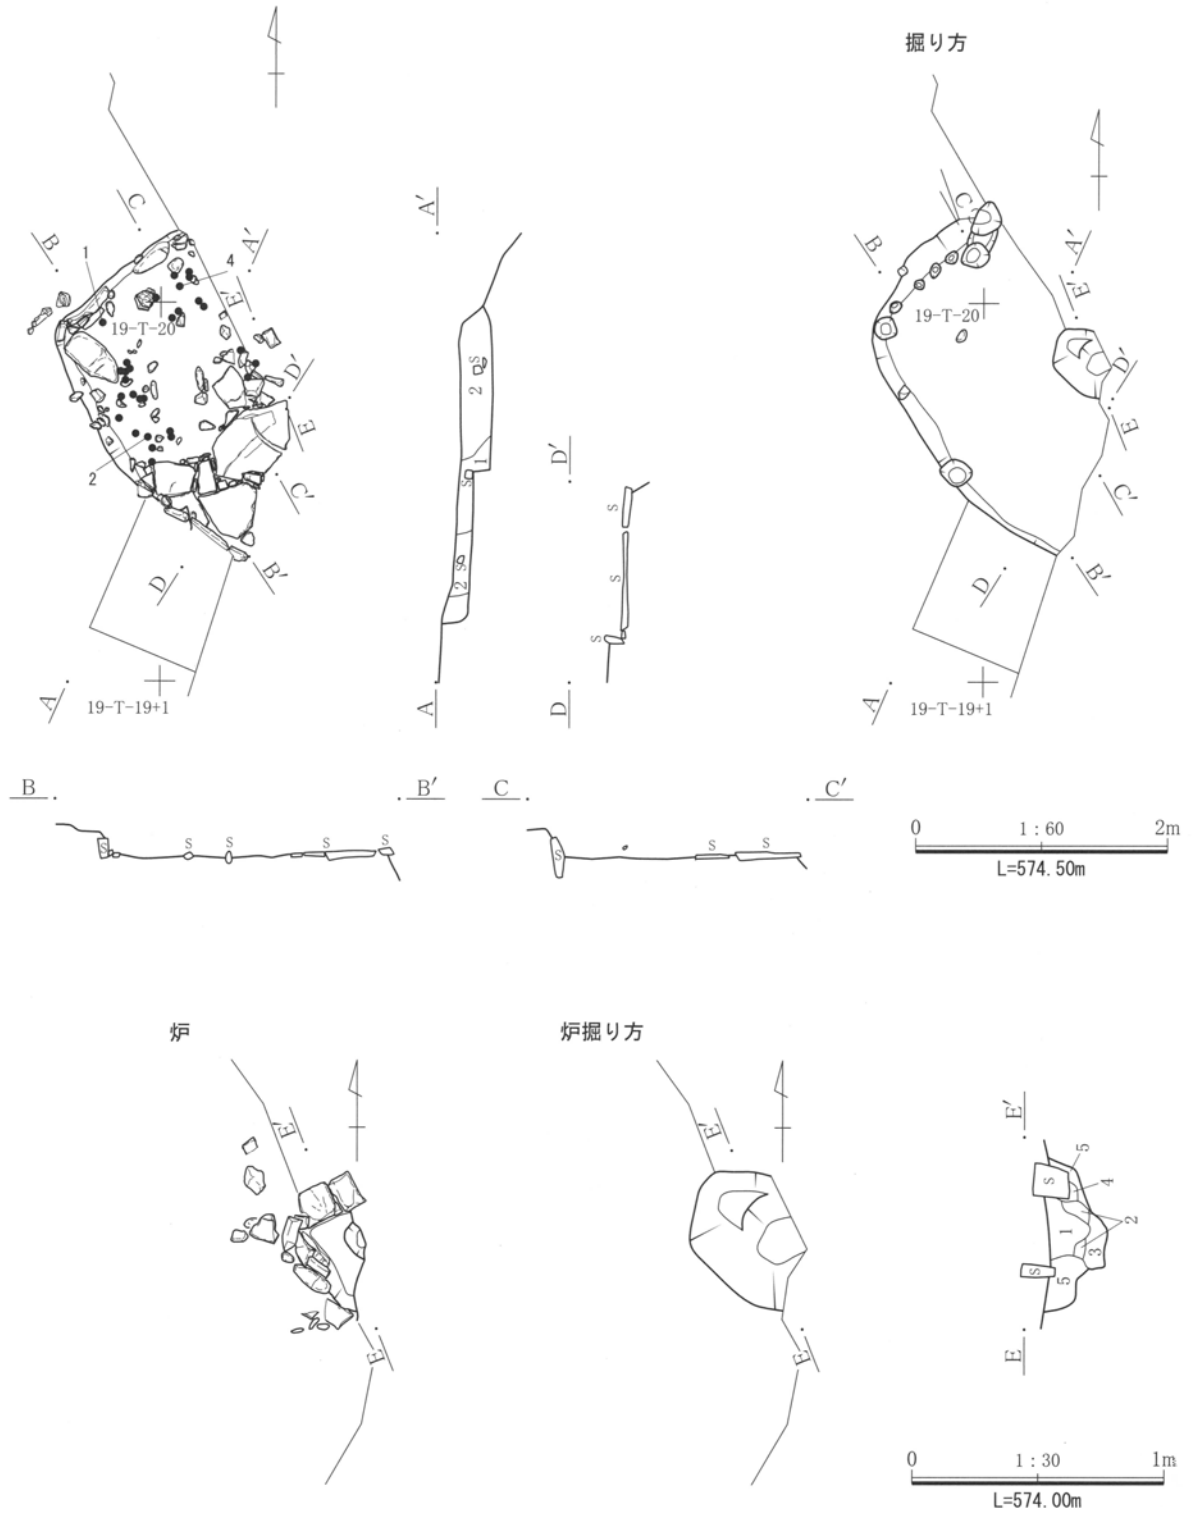 掘り方
C
B
1
A′
4
E′
19-T-20
D′
E
2
C′
B′
D
A
19-T-19+1
A′
S
2
1
S
S
2
A
D′
S
S
S
D
C
B
A′
E′
19-T-20
D′
E
C′
B′
D
A
19-T-19+1
B
B′
S
S
S
S
S
C
C′
S
S
S
0
1：60
2m
L=574.50m
炉
E′
E
炉掘り方
E′
E
E′
5
S
4
1
2
3
S
5
E
0
1：30
1m
L=574.00m